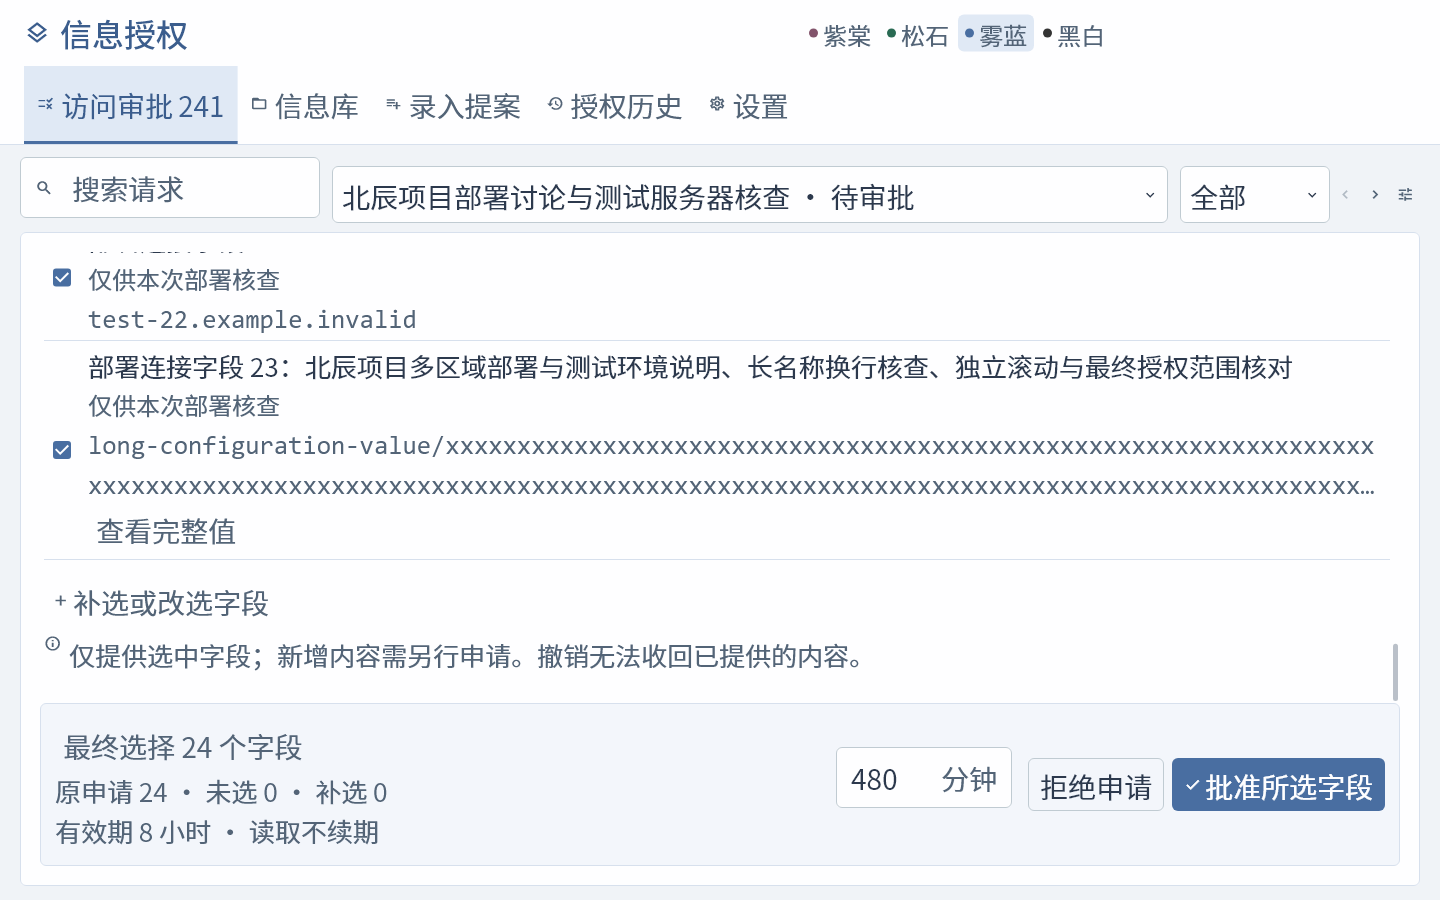 信息授权
紫棠 松石 雾蓝 黑白
访问审批 241 信息库 录入提案 授权历史 设置
搜索请求 北辰项目部署讨论与测试服务器核查 · 待审批 全部
仅供本次部署核查
test-22.example.invalid
部署连接字段 23：北辰项目多区域部署与测试环境说明、长名称换行核查、独立滚动与最终授权范围核对
仅供本次部署核查
long-configuration-value/xxxxxxxxxxxxxxxxxxxxxxxxxxxxxxxxxxxxxxxxxxxxxxxxxxxxxxxxxxxxxxxxx
xxxxxxxxxxxxxxxxxxxxxxxxxxxxxxxxxxxxxxxxxxxxxxxxxxxxxxxxxxxxxxxxxxxxxxxxxxxxxxxxxxxxxxxxx…
查看完整值
+ 补选或改选字段
仅提供选中字段；新增内容需另行申请。撤销无法收回已提供的内容。
最终选择 24 个字段
原申请 24 · 未选 0 · 补选 0
有效期 8 小时 · 读取不续期
480 分钟 拒绝申请 批准所选字段